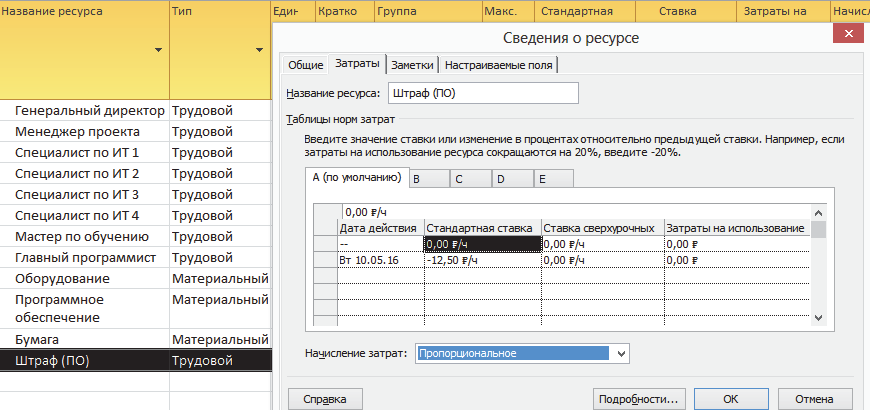 Название ресурса Тип Един Кратко Группа Макс. Стандартная Ставка Затраты на Начисл
Сведения о ресурсе
Общие Затраты Заметки Настраиваемые поля
Название ресурса: Штраф (ПО)
Генеральный директор Трудовой
Менеджер проекта Трудовой
Специалист по ИТ 1 Трудовой
Специалист по ИТ 2 Трудовой
Специалист по ИТ 3 Трудовой
Специалист по ИТ 4 Трудовой
Мастер по обучению Трудовой
Главный программист Трудовой
Оборудование Материальный
Программное обеспечение Материальный
Бумага Материальный
Штраф (ПО) Трудовой
Таблицы норм затрат
Введите значение ставки или изменение в процентах относительно предыдущей ставки. Например, если
затраты на использование ресурса сокращаются на 20%, введите -20%.
A (по умолчанию) B C D E
0,00 ₽/ч
Дата действия Стандартная ставка Ставка сверхурочных Затраты на использование
-- 0,00 ₽/ч 0,00 ₽/ч 0,00 ₽
Вт 10.05.16 -12,50 ₽/ч 0,00 ₽/ч 0,00 ₽
Начисление затрат: Пропорциональное
Справка Подробности... ОК Отмена